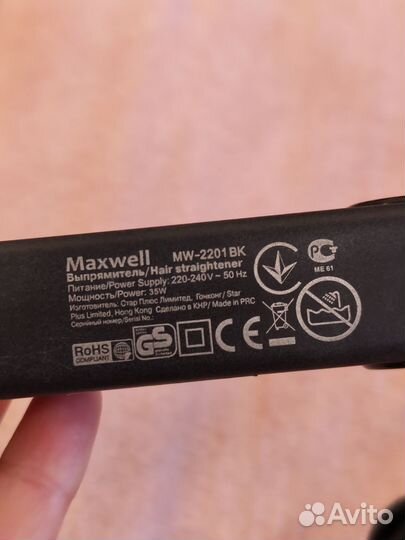 Maxwell MW-2201 BK
Выпрямитель/Hair straightener
Питание/Power Supply: 220-240V ~ 50 Hz
Мощность/Power: 35W
Изготовитель: Стар Плюс Лимитед, Гонконг/ Star
Plus Limited, Hong Kong Сделано в КНР/ Made in PRC
Серийный номер/Serial No.:
РСТ
ME 61
RoHS
COMPLIANT
GS
Avito